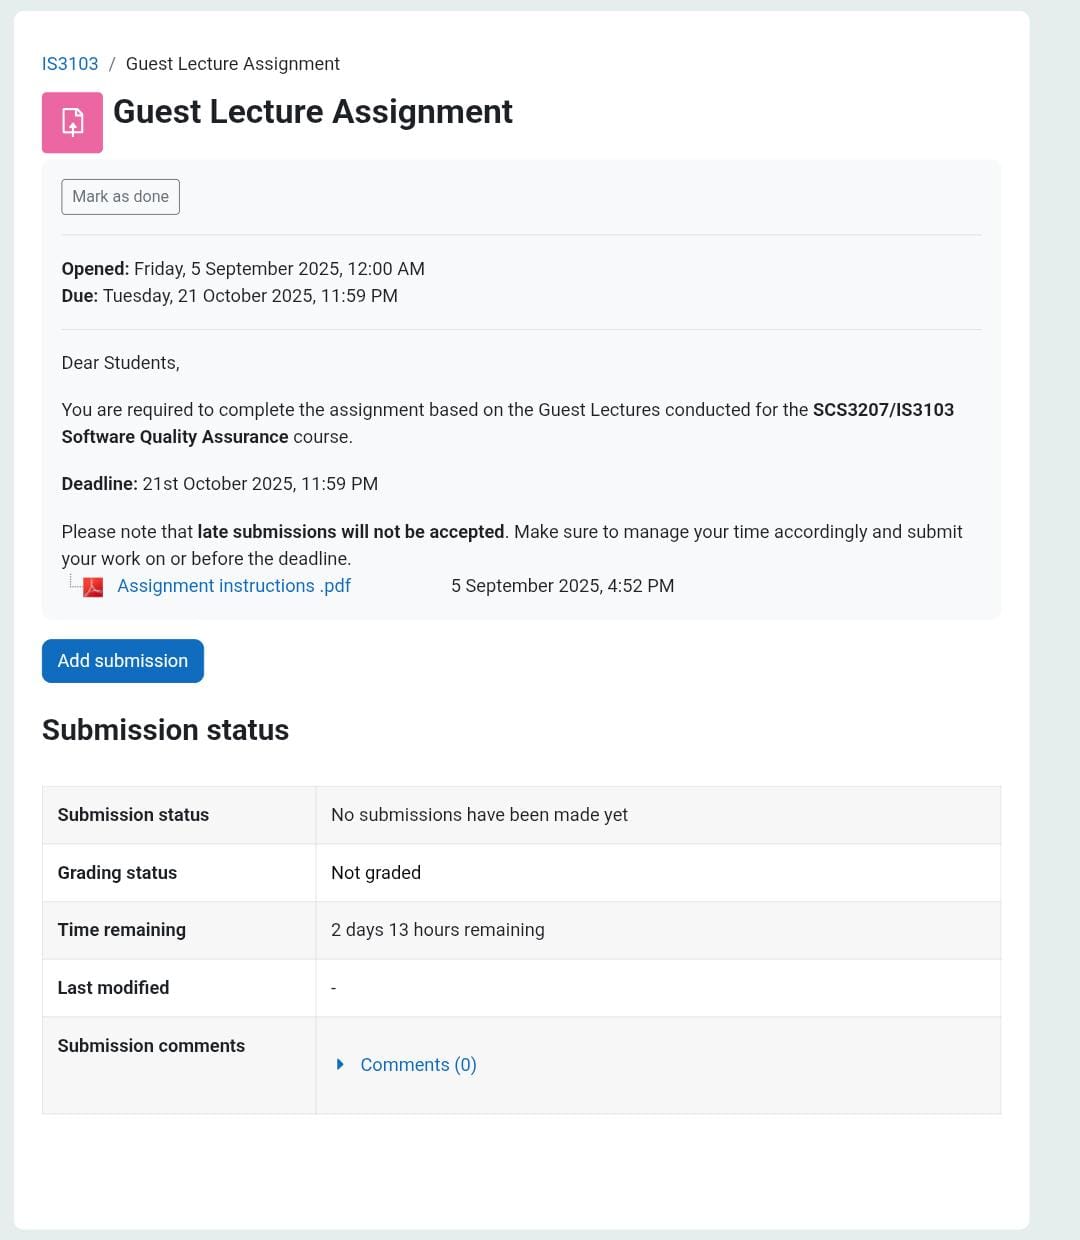 IS3103 / Guest Lecture Assignment
Guest Lecture Assignment
Mark as done
Opened: Friday, 5 September 2025, 12:00 AM
Due: Tuesday, 21 October 2025, 11:59 PM
Dear Students,
You are required to complete the assignment based on the Guest Lectures conducted for the SCS3207/IS3103
Software Quality Assurance course.
Deadline: 21st October 2025, 11:59 PM
Please note that late submissions will not be accepted. Make sure to manage your time accordingly and submit
your work on or before the deadline.
Assignment instructions .pdf 5 September 2025, 4:52 PM
Add submission
Submission status
Submission status No submissions have been made yet
Grading status Not graded
Time remaining 2 days 13 hours remaining
Last modified -
Submission comments
Comments (0)